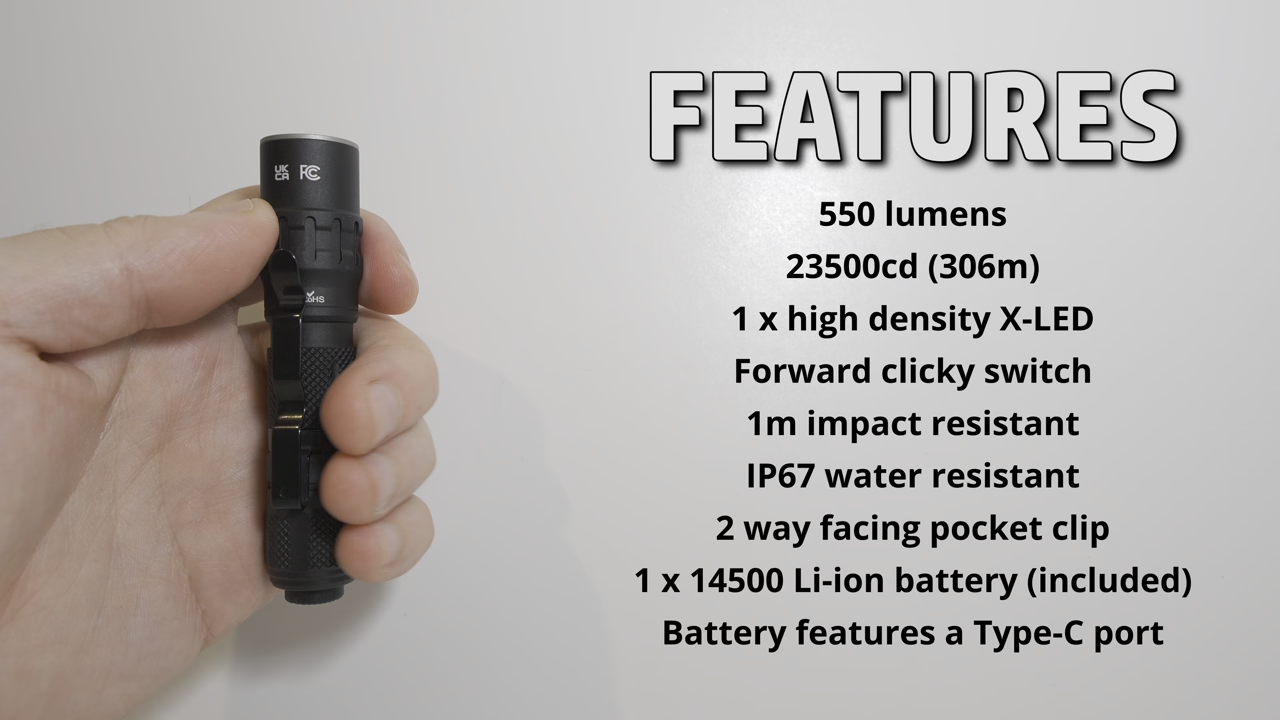 FEATURES
550 lumens
23500cd (306m)
1 x high density X-LED
Forward clicky switch
1m impact resistant
IP67 water resistant
2 way facing pocket clip
1 x 14500 Li-ion battery (included)
Battery features a Type-C port
UK
CA FC
RoHS